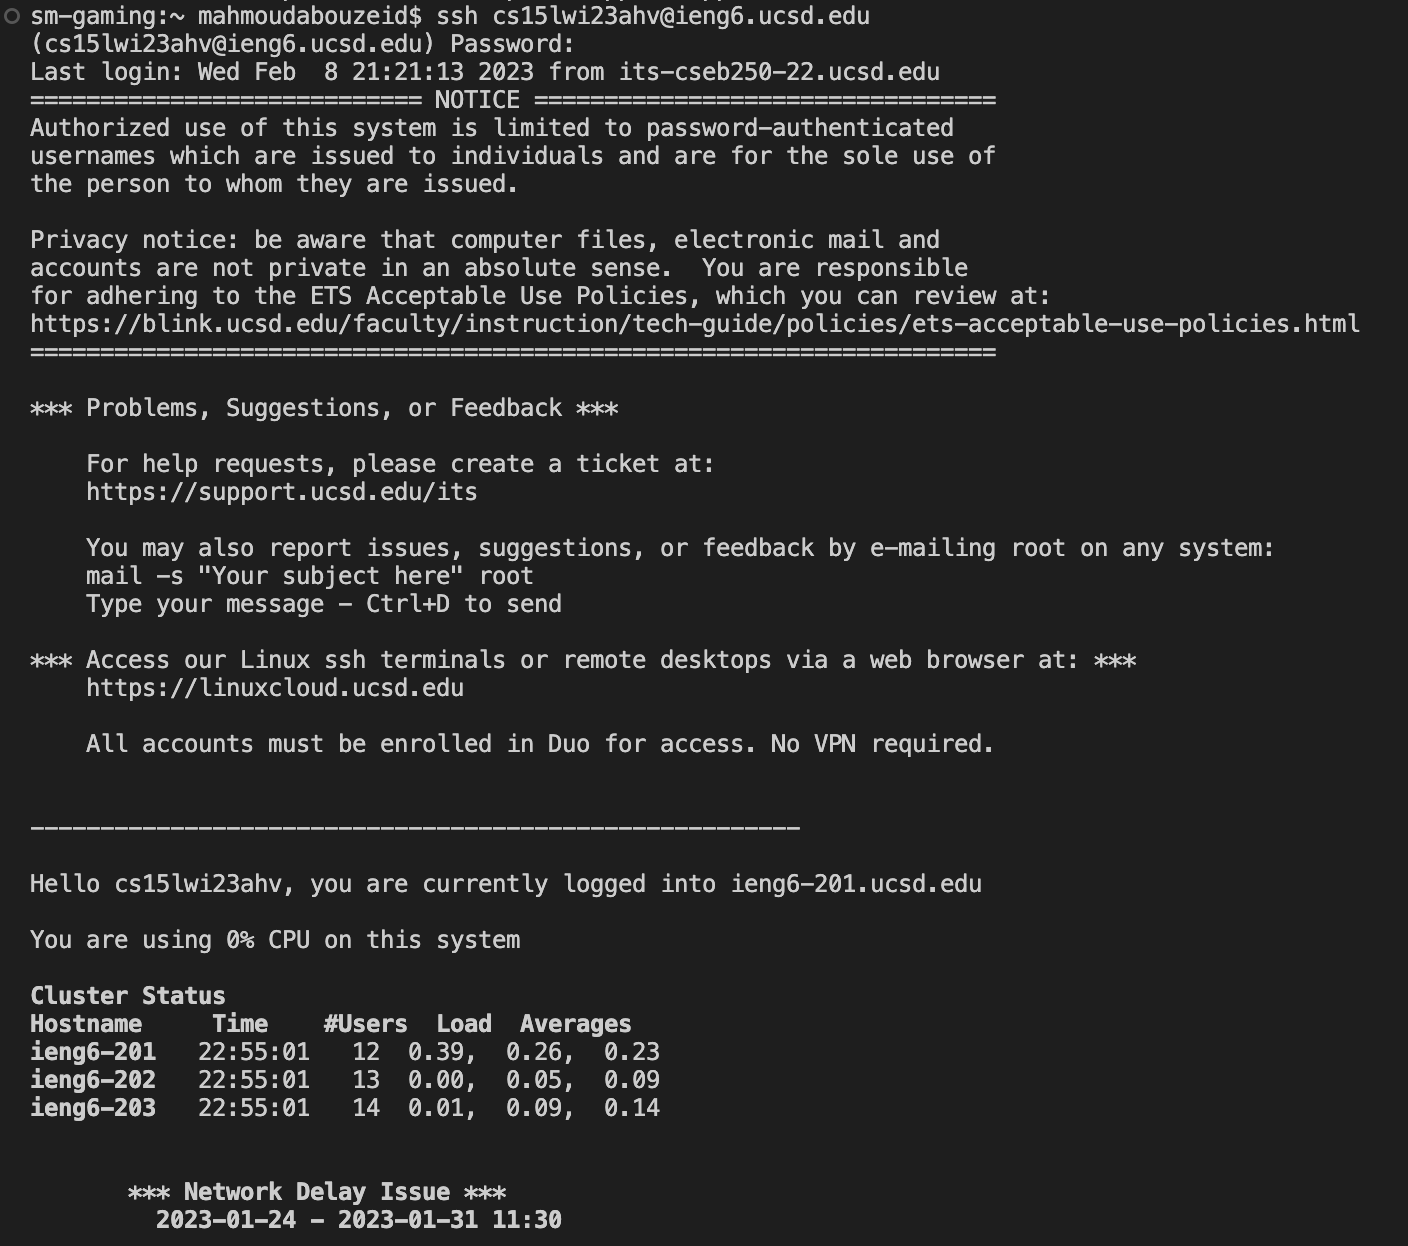 sm-gaming:~ mahmoudabouzeid$ ssh cs15lwi23ahv@ieng6.ucsd.edu
(cs15lwi23ahv@ieng6.ucsd.edu) Password:
Last login: Wed Feb  8 21:21:13 2023 from its-cseb250-22.ucsd.edu
============================ NOTICE =================================
Authorized use of this system is limited to password-authenticated
usernames which are issued to individuals and are for the sole use of
the person to whom they are issued.

Privacy notice: be aware that computer files, electronic mail and
accounts are not private in an absolute sense.  You are responsible
for adhering to the ETS Acceptable Use Policies, which you can review at:
https://blink.ucsd.edu/faculty/instruction/tech-guide/policies/ets-acceptable-use-policies.html
=====================================================================

*** Problems, Suggestions, or Feedback ***

    For help requests, please create a ticket at:
    https://support.ucsd.edu/its

    You may also report issues, suggestions, or feedback by e-mailing root on any system:
    mail -s "Your subject here" root
    Type your message - Ctrl+D to send

*** Access our Linux ssh terminals or remote desktops via a web browser at: ***
    https://linuxcloud.ucsd.edu

    All accounts must be enrolled in Duo for access. No VPN required.


-------------------------------------------------------

Hello cs15lwi23ahv, you are currently logged into ieng6-201.ucsd.edu

You are using 0% CPU on this system

Cluster Status
Hostname     Time    #Users  Load  Averages
ieng6-201   22:55:01   12  0.39,  0.26,  0.23
ieng6-202   22:55:01   13  0.00,  0.05,  0.09
ieng6-203   22:55:01   14  0.01,  0.09,  0.14


       *** Network Delay Issue ***
         2023-01-24 - 2023-01-31 11:30